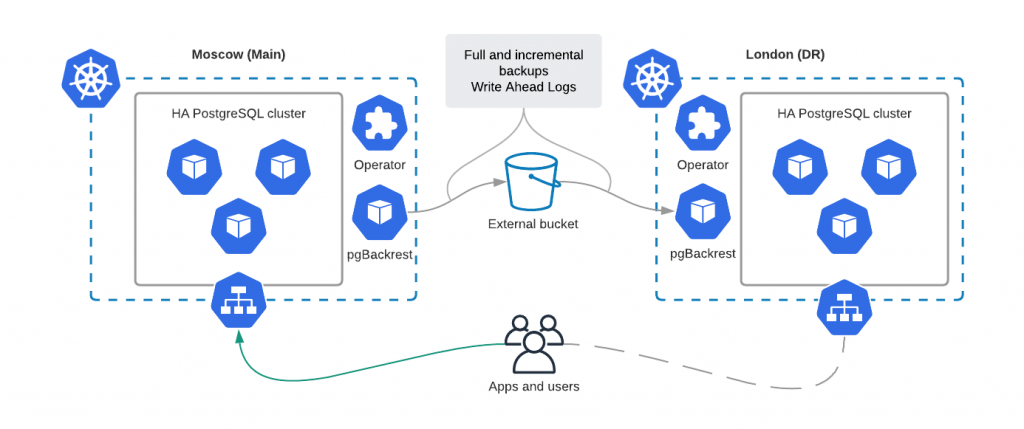 Moscow (Main)
Full and incremental
backups
Write Ahead Logs
London (DR)
HA PostgreSQL cluster
Operator
pgBackrest
External bucket
HA PostgreSQL cluster
Operator
pgBackrest
Apps and users